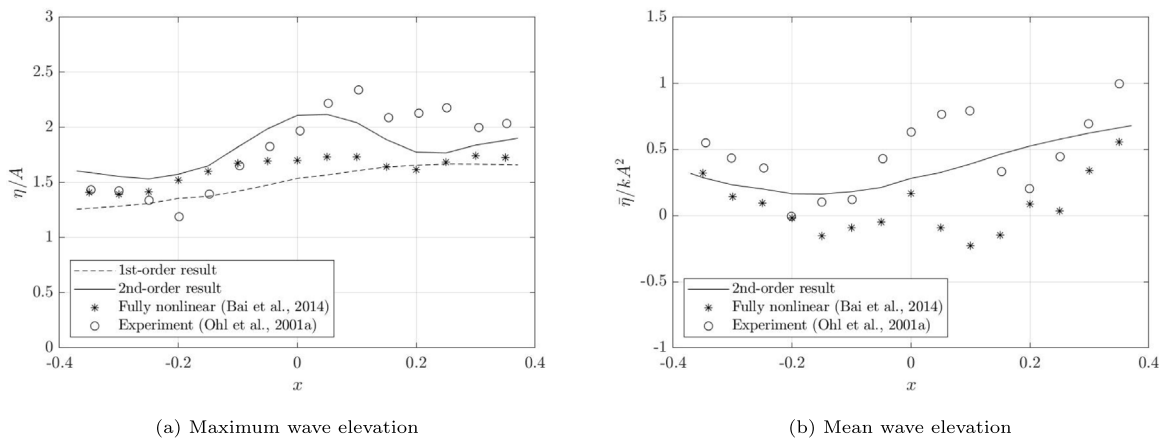 3
2.5
2
1.5
1
0.5
0
-0.4
-0.2
0
0.2
0.4
η/A
x
1st-order result
2nd-order result
Fully nonlinear (Bai et al., 2014)
Experiment (Ohl et al., 2001a)
(a) Maximum wave elevation
1.5
1
0.5
0
-0.5
-1
-0.4
-0.2
0
0.2
0.4
η̄/kA²
x
2nd-order result
Fully nonlinear (Bai et al., 2014)
Experiment (Ohl et al., 2001a)
(b) Mean wave elevation